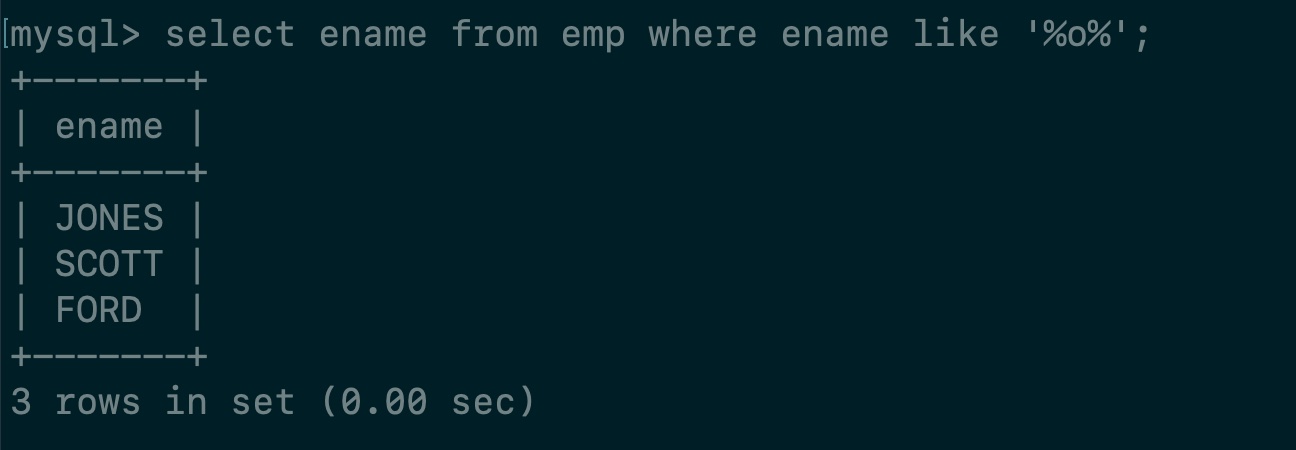 [mysql> select ename from emp where ename like '%o%';
+-------+
| ename |
+-------+
| JONES |
| SCOTT |
| FORD  |
+-------+
3 rows in set (0.00 sec)